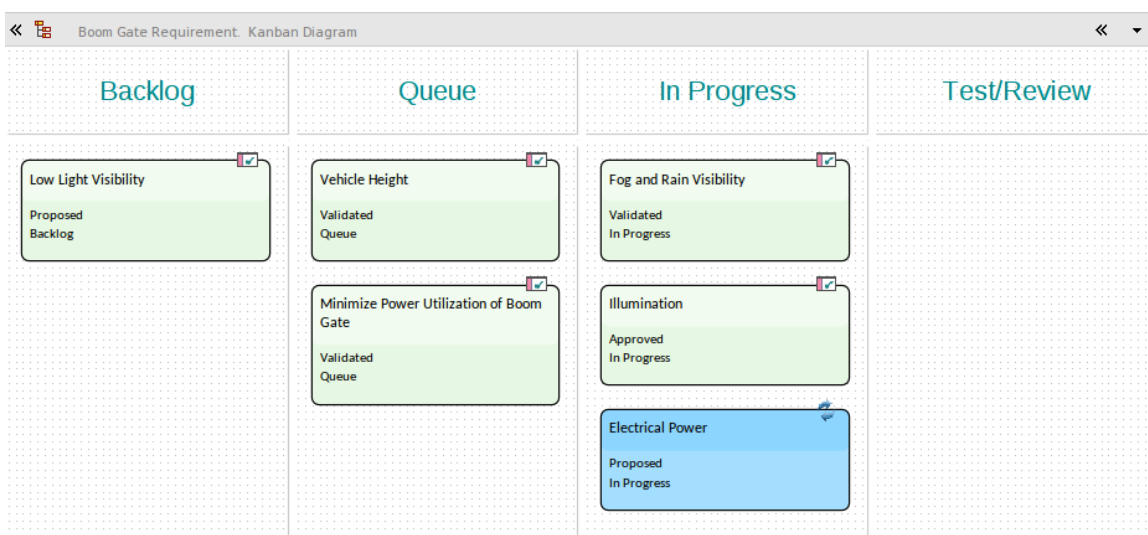 Boom Gate Requirement.  Kanban Diagram
Backlog
Queue
In Progress
Test/Review
Low Light Visibility
Proposed
Backlog
Vehicle Height
Validated
Queue
Minimize Power Utilization of Boom
Gate
Validated
Queue
Fog and Rain Visibility
Validated
In Progress
Illumination
Approved
In Progress
Electrical Power
Proposed
In Progress